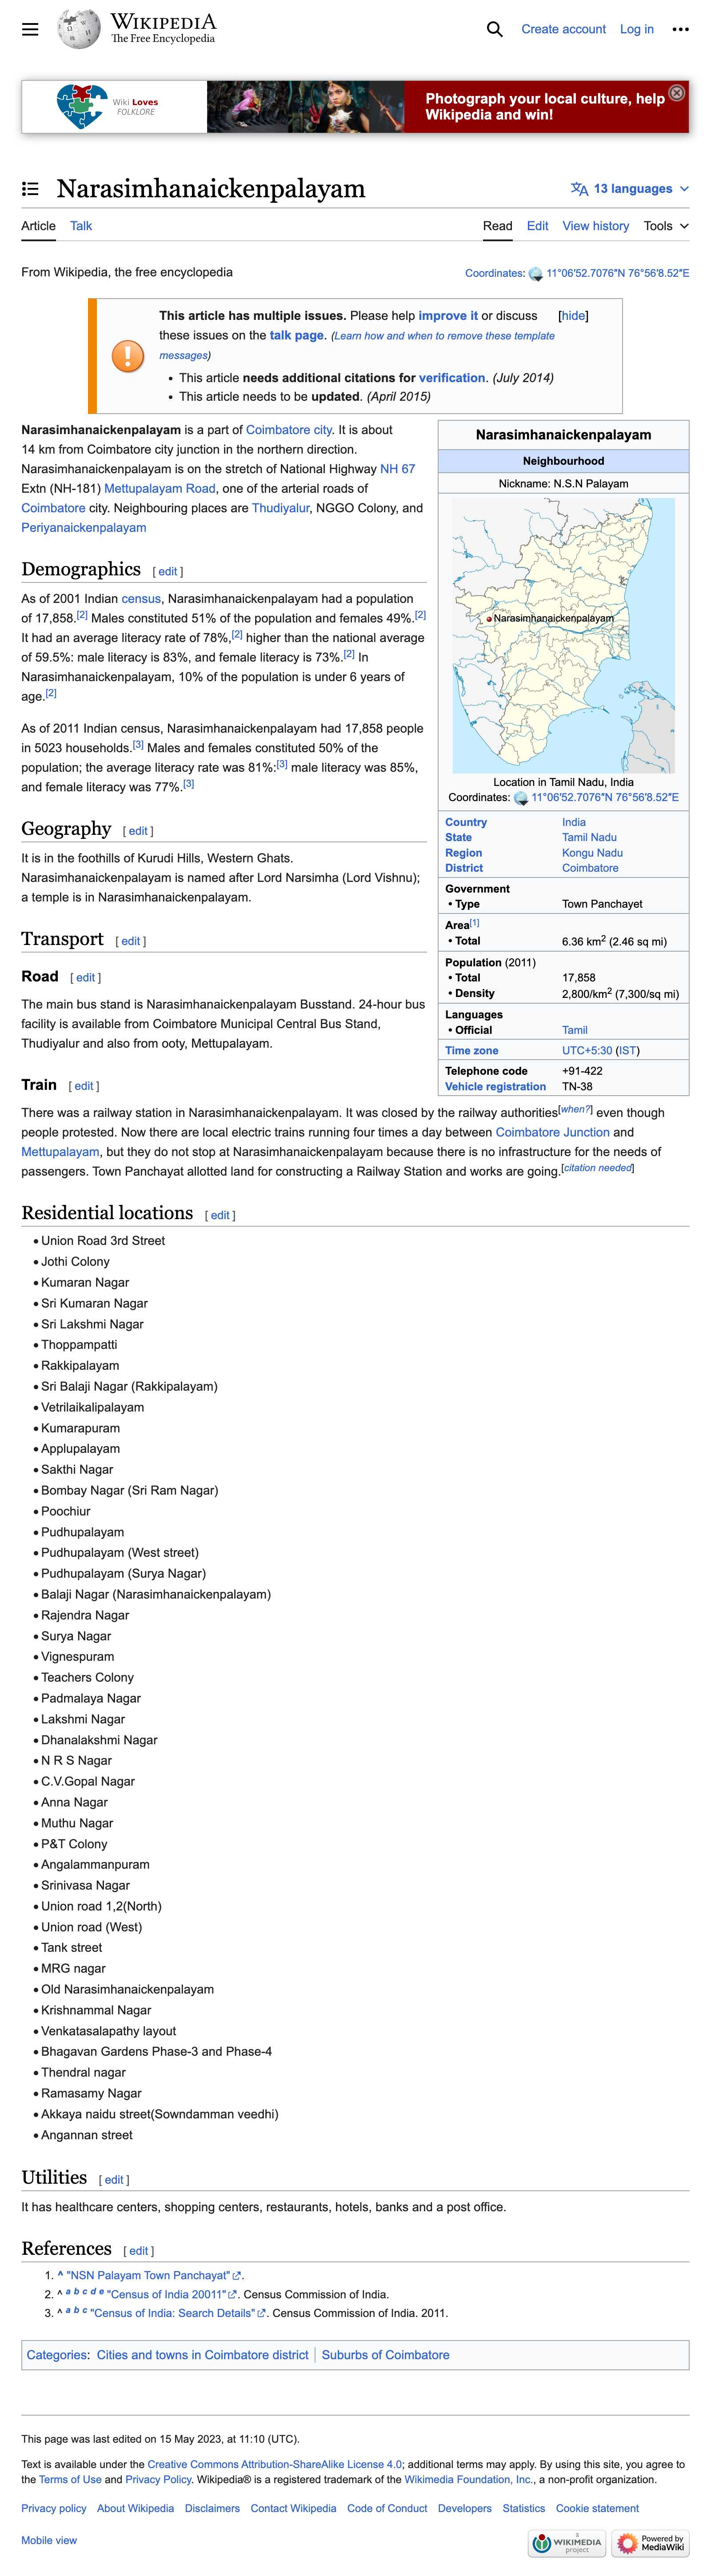 WIKIPEDIA
The Free Encyclopedia
Create account Log in
Wiki Loves
FOLKLORE
Photograph your local culture, help
Wikipedia and win!
Narasimhanaickenpalayam
13 languages
Article Talk
Read Edit View history Tools
From Wikipedia, the free encyclopedia
Coordinates: 11°06′52.7076″N 76°56′8.52″E
This article has multiple issues. Please help improve it or discuss [hide]
these issues on the talk page. (Learn how and when to remove these template
messages)
• This article needs additional citations for verification. (July 2014)
• This article needs to be updated. (April 2015)
Narasimhanaickenpalayam is a part of Coimbatore city. It is about
14 km from Coimbatore city junction in the northern direction.
Narasimhanaickenpalayam is on the stretch of National Highway NH 67
Extn (NH-181) Mettupalayam Road, one of the arterial roads of
Coimbatore city. Neighbouring places are Thudiyalur, NGGO Colony, and
Periyanaickenpalayam
Narasimhanaickenpalayam
Neighbourhood
Nickname: N.S.N Palayam
Narasimhanaickenpalayam
Location in Tamil Nadu, India
Coordinates: 11°06′52.7076″N 76°56′8.52″E
Country India
State Tamil Nadu
Region Kongu Nadu
District Coimbatore
Government
• Type Town Panchayet
Area[1]
• Total 6.36 km2 (2.46 sq mi)
Population (2011)
• Total 17,858
• Density 2,800/km2 (7,300/sq mi)
Languages
• Official Tamil
Time zone UTC+5:30 (IST)
Telephone code +91-422
Vehicle registration TN-38
Demographics [ edit ]
As of 2001 Indian census, Narasimhanaickenpalayam had a population
of 17,858.[2] Males constituted 51% of the population and females 49%.[2]
It had an average literacy rate of 78%,[2] higher than the national average
of 59.5%: male literacy is 83%, and female literacy is 73%.[2] In
Narasimhanaickenpalayam, 10% of the population is under 6 years of
age.[2]
As of 2011 Indian census, Narasimhanaickenpalayam had 17,858 people
in 5023 households.[3] Males and females constituted 50% of the
population; the average literacy rate was 81%:[3] male literacy was 85%,
and female literacy was 77%.[3]
Geography [ edit ]
It is in the foothills of Kurudi Hills, Western Ghats.
Narasimhanaickenpalayam is named after Lord Narsimha (Lord Vishnu);
a temple is in Narasimhanaickenpalayam.
Transport [ edit ]
Road [ edit ]
The main bus stand is Narasimhanaickenpalayam Busstand. 24-hour bus
facility is available from Coimbatore Municipal Central Bus Stand,
Thudiyalur and also from ooty, Mettupalayam.
Train [ edit ]
There was a railway station in Narasimhanaickenpalayam. It was closed by the railway authorities[when?] even though
people protested. Now there are local electric trains running four times a day between Coimbatore Junction and
Mettupalayam, but they do not stop at Narasimhanaickenpalayam because there is no infrastructure for the needs of
passengers. Town Panchayat allotted land for constructing a Railway Station and works are going.[citation needed]
Residential locations [ edit ]
• Union Road 3rd Street
• Jothi Colony
• Kumaran Nagar
• Sri Kumaran Nagar
• Sri Lakshmi Nagar
• Thoppampatti
• Rakkipalayam
• Sri Balaji Nagar (Rakkipalayam)
• Vetrilaikalipalayam
• Kumarapuram
• Applupalayam
• Sakthi Nagar
• Bombay Nagar (Sri Ram Nagar)
• Poochiur
• Pudhupalayam
• Pudhupalayam (West street)
• Pudhupalayam (Surya Nagar)
• Balaji Nagar (Narasimhanaickenpalayam)
• Rajendra Nagar
• Surya Nagar
• Vignespuram
• Teachers Colony
• Padmalaya Nagar
• Lakshmi Nagar
• Dhanalakshmi Nagar
• N R S Nagar
• C.V.Gopal Nagar
• Anna Nagar
• Muthu Nagar
• P&T Colony
• Angalammanpuram
• Srinivasa Nagar
• Union road 1,2(North)
• Union road (West)
• Tank street
• MRG nagar
• Old Narasimhanaickenpalayam
• Krishnammal Nagar
• Venkatasalapathy layout
• Bhagavan Gardens Phase-3 and Phase-4
• Thendral nagar
• Ramasamy Nagar
• Akkaya naidu street(Sowndamman veedhi)
• Angannan street
Utilities [ edit ]
It has healthcare centers, shopping centers, restaurants, hotels, banks and a post office.
References [ edit ]
1. ^ "NSN Palayam Town Panchayat".
2. ^ a b c d e "Census of India 20011". Census Commission of India.
3. ^ a b c "Census of India: Search Details". Census Commission of India. 2011.
Categories: Cities and towns in Coimbatore district | Suburbs of Coimbatore
This page was last edited on 15 May 2023, at 11:10 (UTC).
Text is available under the Creative Commons Attribution-ShareAlike License 4.0; additional terms may apply. By using this site, you agree to
the Terms of Use and Privacy Policy. Wikipedia® is a registered trademark of the Wikimedia Foundation, Inc., a non-profit organization.
Privacy policy About Wikipedia Disclaimers Contact Wikipedia Code of Conduct Developers Statistics Cookie statement
Mobile view
a
WIKIMEDIA
project
Powered by
MediaWiki